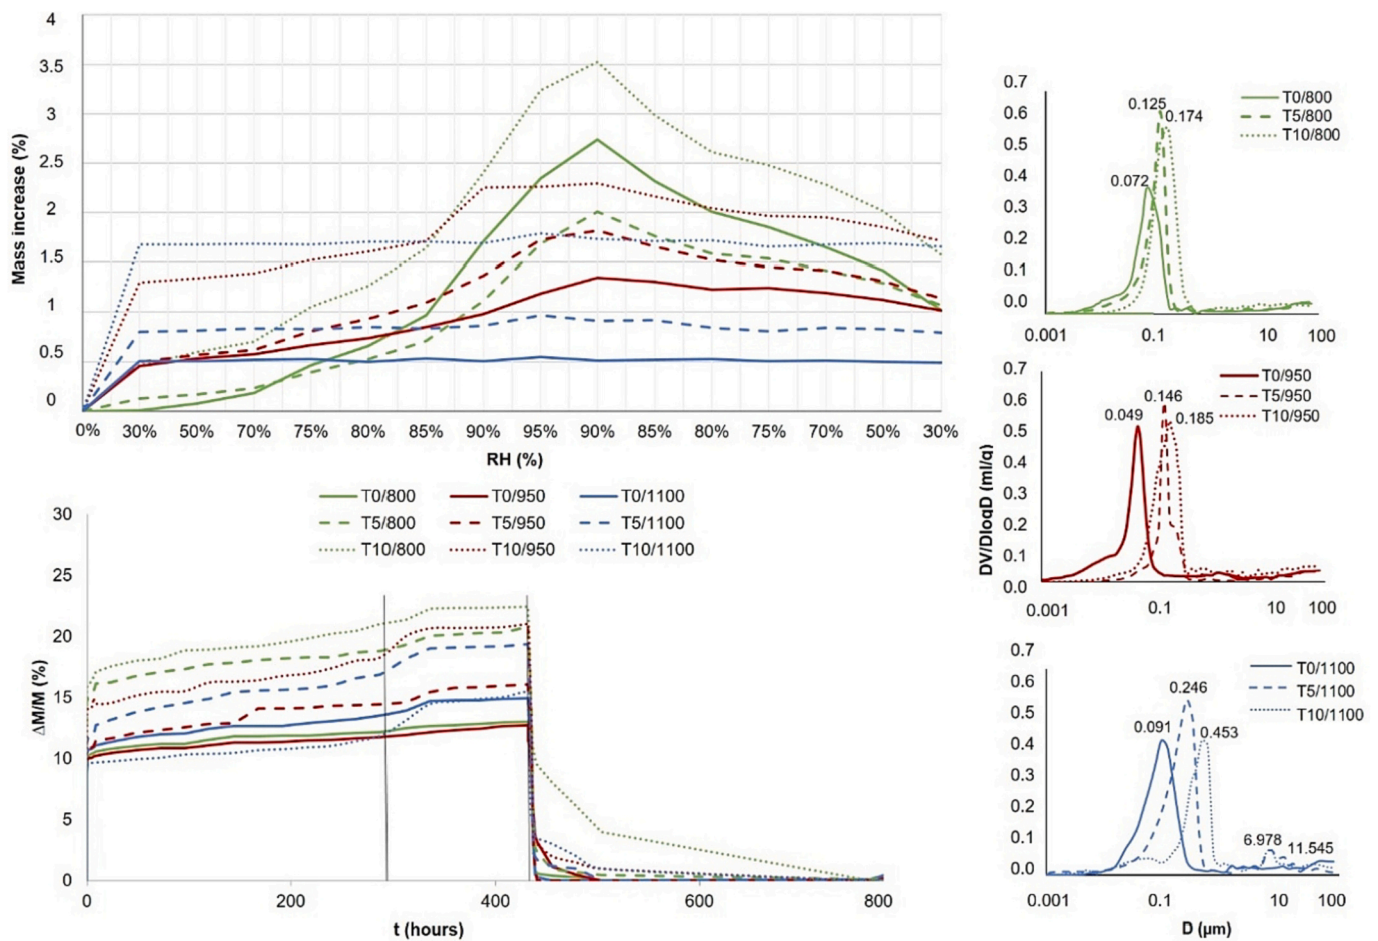 4
3.5
3
2.5
2
1.5
1
0.5
0
Mass increase (%)
0% 30% 50% 70% 75% 80% 85% 90% 95% 90% 85% 80% 75% 70% 50% 30%
RH (%)
T0/800 T0/950 T0/1100
T5/800 T5/950 T5/1100
T10/800 T10/950 T10/1100
30
25
20
15
10
5
0
ΔM/M (%)
0 200 400 600 800
t (hours)
0.7
0.6
0.5
0.4
0.3
0.2
0.1
0.0
0.125
0.174
0.072
T0/800
T5/800
T10/800
0.001 0.1 10 100
0.7
0.6
0.5
0.4
0.3
0.2
0.1
0.0
DV/DlogD (ml/g)
0.146
0.049 0.185
T0/950
T5/950
T10/950
0.001 0.1 10 100
0.7
0.6
0.5
0.4
0.3
0.2
0.1
0.0
0.246
0.091 0.453
6.978 11.545
T0/1100
T5/1100
T10/1100
0.001 0.1 10 100
D (µm)